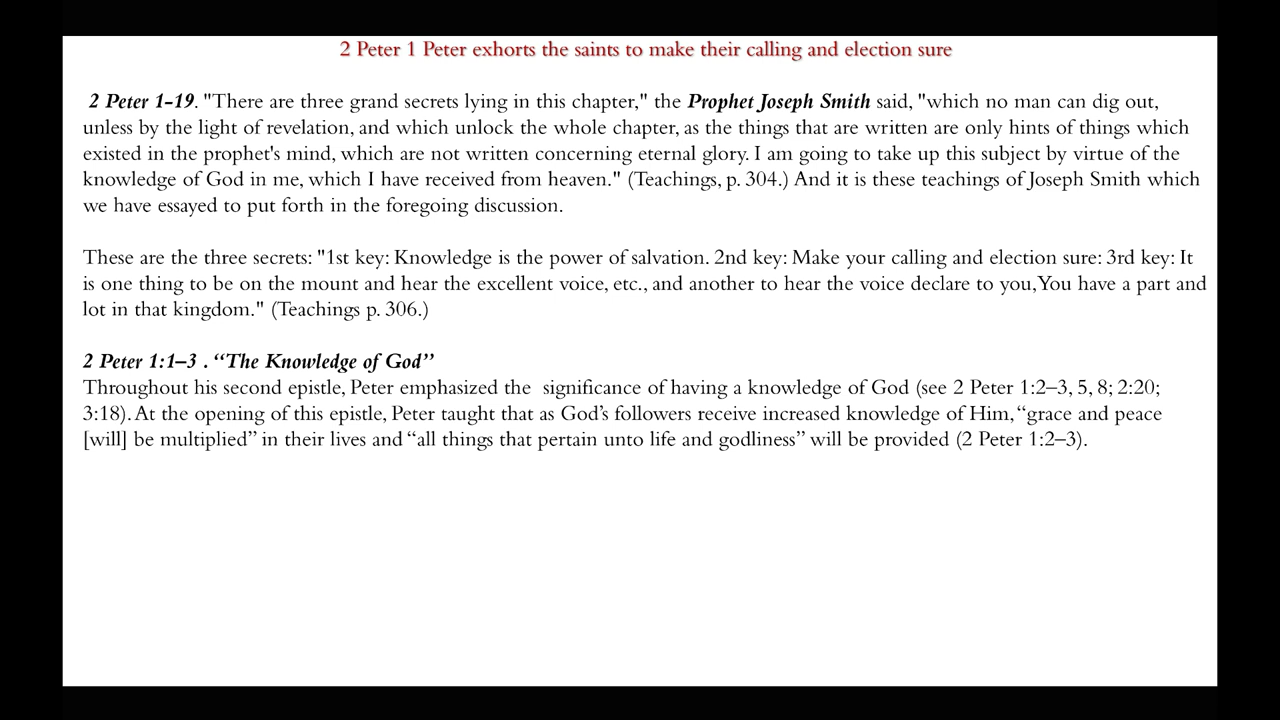 2 Peter 1 Peter exhorts the saints to make their calling and election sure
2 Peter 1-19. "There are three grand secrets lying in this chapter," the Prophet Joseph Smith said, "which no man can dig out,
unless by the light of revelation, and which unlock the whole chapter, as the things that are written are only hints of things which
existed in the prophet's mind, which are not written concerning eternal glory. I am going to take up this subject by virtue of the
knowledge of God in me, which I have received from heaven." (Teachings, p. 304.) And it is these teachings of Joseph Smith which
we have essayed to put forth in the foregoing discussion.
These are the three secrets: "1st key: Knowledge is the power of salvation. 2nd key: Make your calling and election sure: 3rd key: It
is one thing to be on the mount and hear the excellent voice, etc., and another to hear the voice declare to you,You have a part and
lot in that kingdom." (Teachings p. 306.)
2 Peter 1:1–3 . “The Knowledge of God”
Throughout his second epistle, Peter emphasized the  significance of having a knowledge of God (see 2 Peter 1:2–3, 5, 8; 2:20;
3:18). At the opening of this epistle, Peter taught that as God’s followers receive increased knowledge of Him, “grace and peace
[will] be multiplied” in their lives and “all things that pertain unto life and godliness” will be provided (2 Peter 1:2–3).